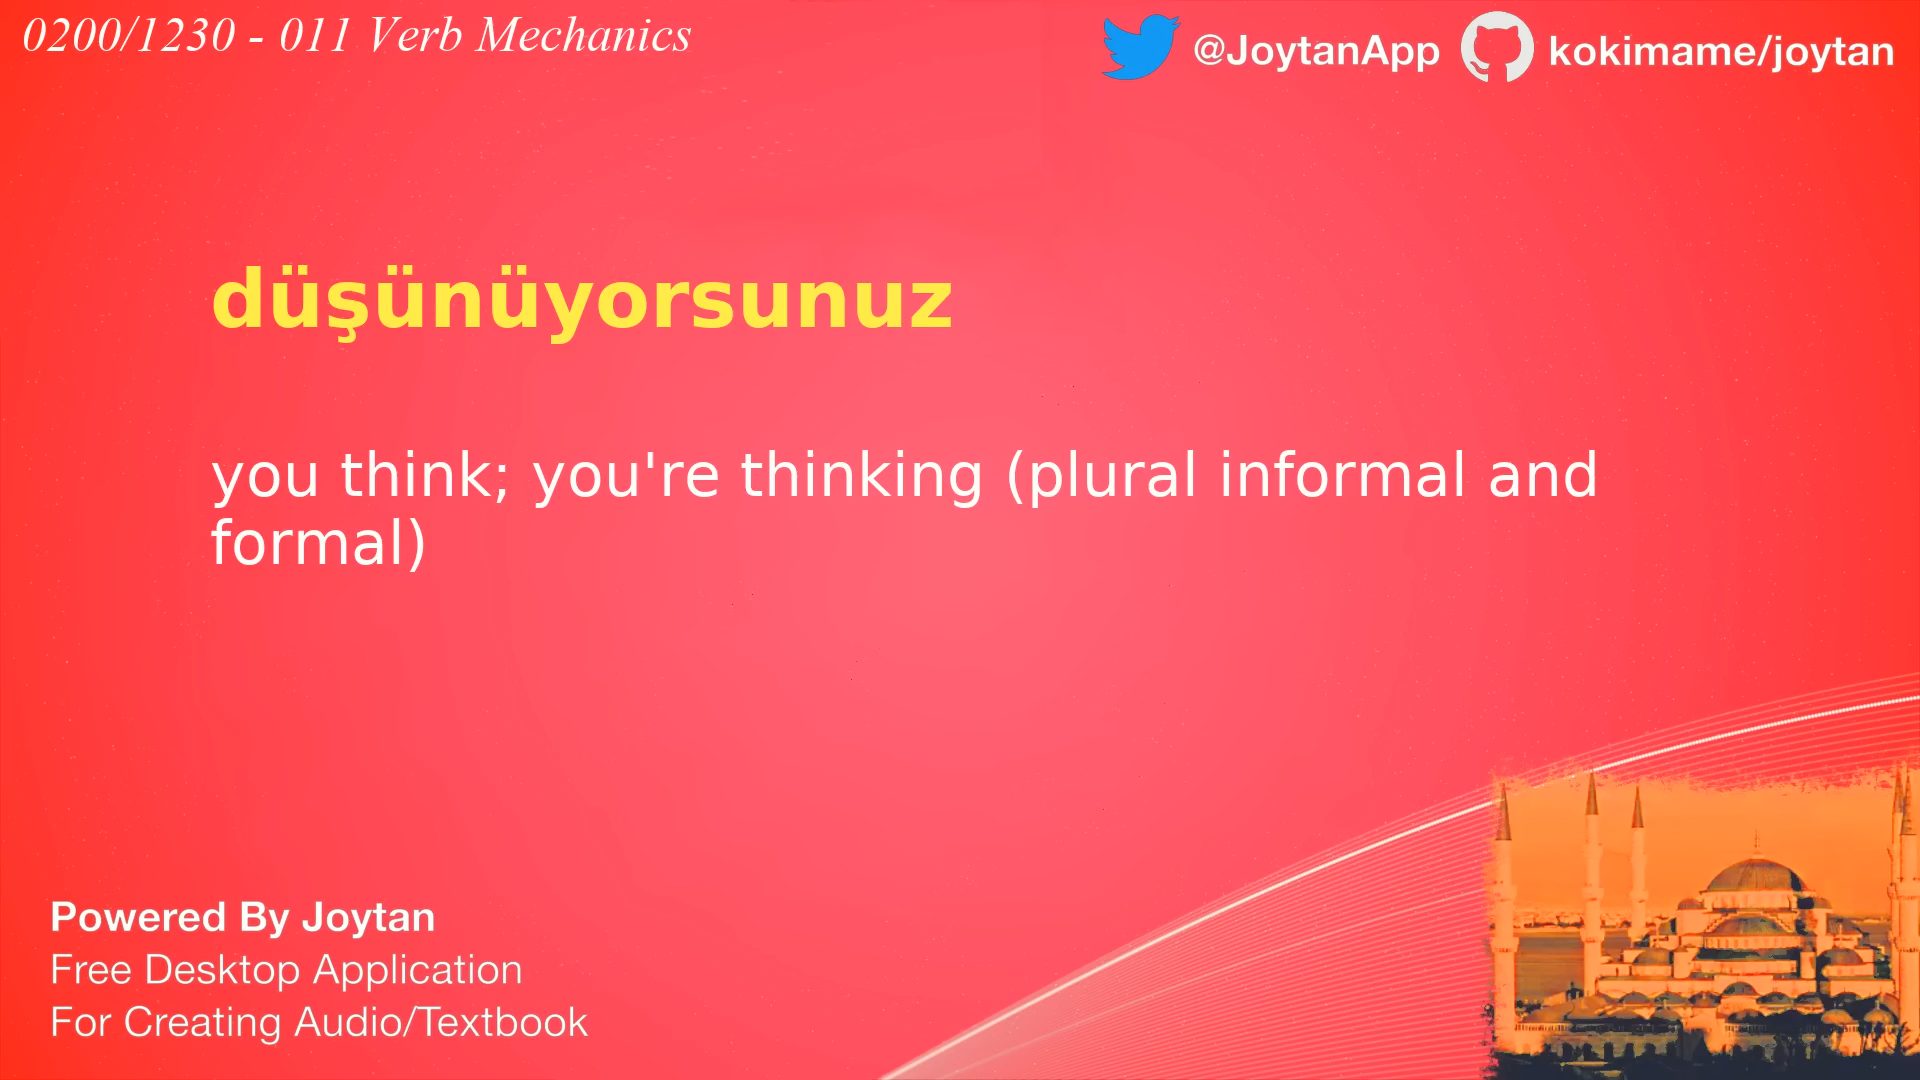 0200/1230 - 011 Verb Mechanics
@JoytanApp kokimame/joytan
düşünüyorsunuz
you think; you're thinking (plural informal and
formal)
Powered By Joytan
Free Desktop Application
For Creating Audio/Textbook